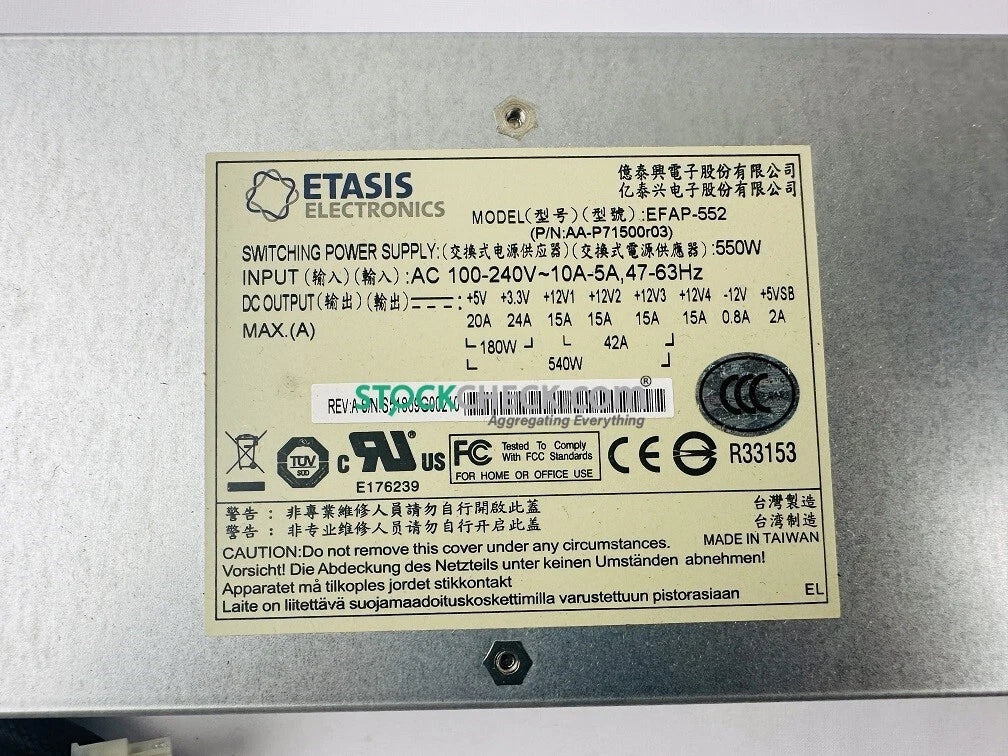 ETASIS
ELECTRONICS
億泰興電子股份有限公司
亿泰兴电子股份有限公司
MODEL(型号)(型號):EFAP-552
(P/N:AA-P71500r03)
SWITCHING POWER SUPPLY:(交換式电源供应器)(交換式電源供應器):550W
INPUT(输入)(輸入):AC 100-240V~10A-5A,47-63Hz
DC OUTPUT(输出)(輸出) +5V +3.3V +12V1 +12V2 +12V3 +12V4 -12V +5VSB
MAX.(A) 20A 24A 15A 15A 15A 15A 0.8A 2A
180W 42A
540W
STOCKCHECK.com®
Aggregating Everything
REV:A
CCC
TÜV
SÜD
c RU US ®
E176239
FC Tested To Comply
With FCC Standards
FOR HOME OR OFFICE USE
CE
R33153
警告：非專業維修人員請勿自行開啟此蓋
警告：非专业维修人员请勿自行开启此盖
台灣製造
台湾制造
MADE IN TAIWAN
CAUTION:Do not remove this cover under any circumstances.
Vorsicht! Die Abdeckung des Netzteils unter keinen Umständen abnehmen!
Apparatet må tilkoples jordet stikkontakt
Laite on liitettävä suojamaadoituskoskettimilla varustettuun pistorasiaan
EL